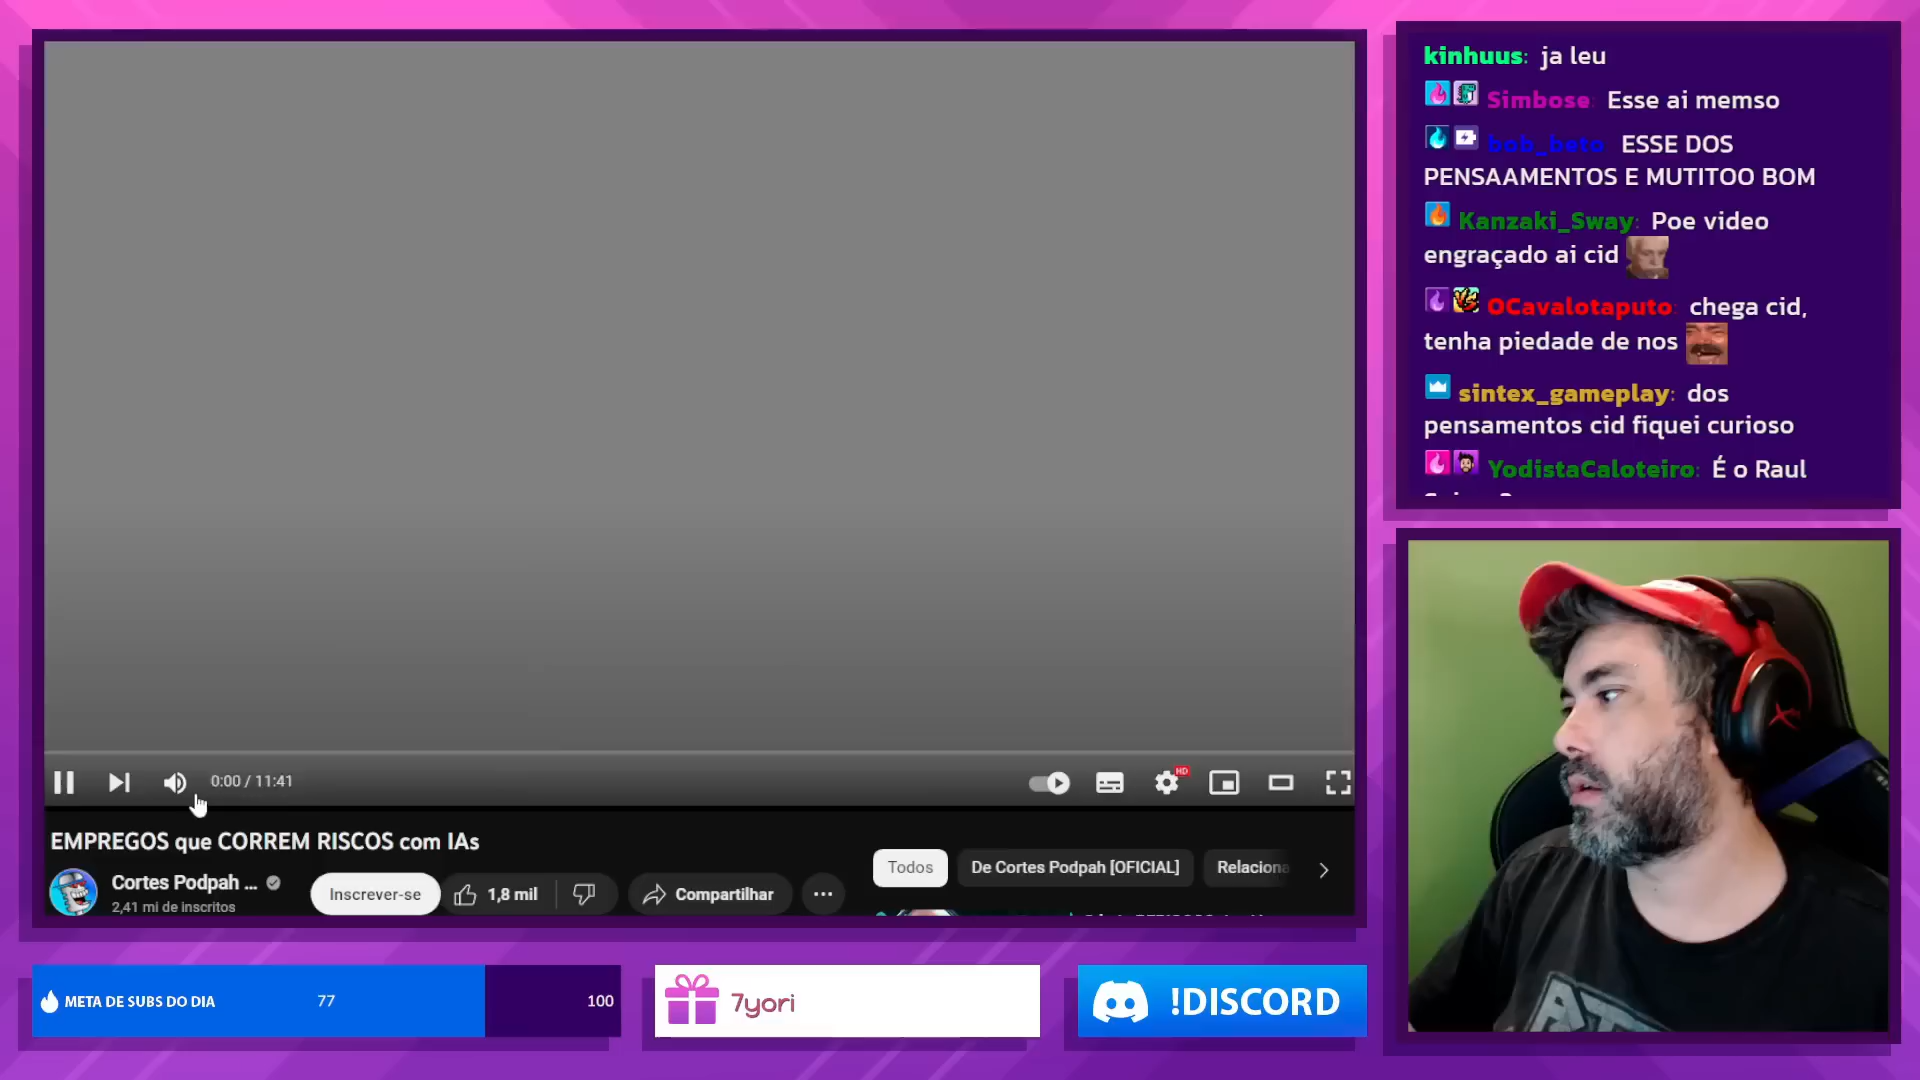 kinhuus: ja leu
Simbose: Esse ai memso
bob_beto: ESSE DOS
PENSAAMENTOS E MUTITOO BOM
Kanzaki_Sway: Poe video
engraçado ai cid
OCavalotaputo: chega cid,
tenha piedade de nos
sintex_gameplay: dos
pensamentos cid fiquei curioso
YodistaCaloteiro: É o Raul
0:00 / 11:41
HD
EMPREGOS que CORREM RISCOS com IAs
Cortes Podpah ...
2,41 mi de inscritos
Inscrever-se
1,8 mil
Compartilhar
Todos
De Cortes Podpah [OFICIAL]
Relaciona
META DE SUBS DO DIA 77 100
7yori
!DISCORD